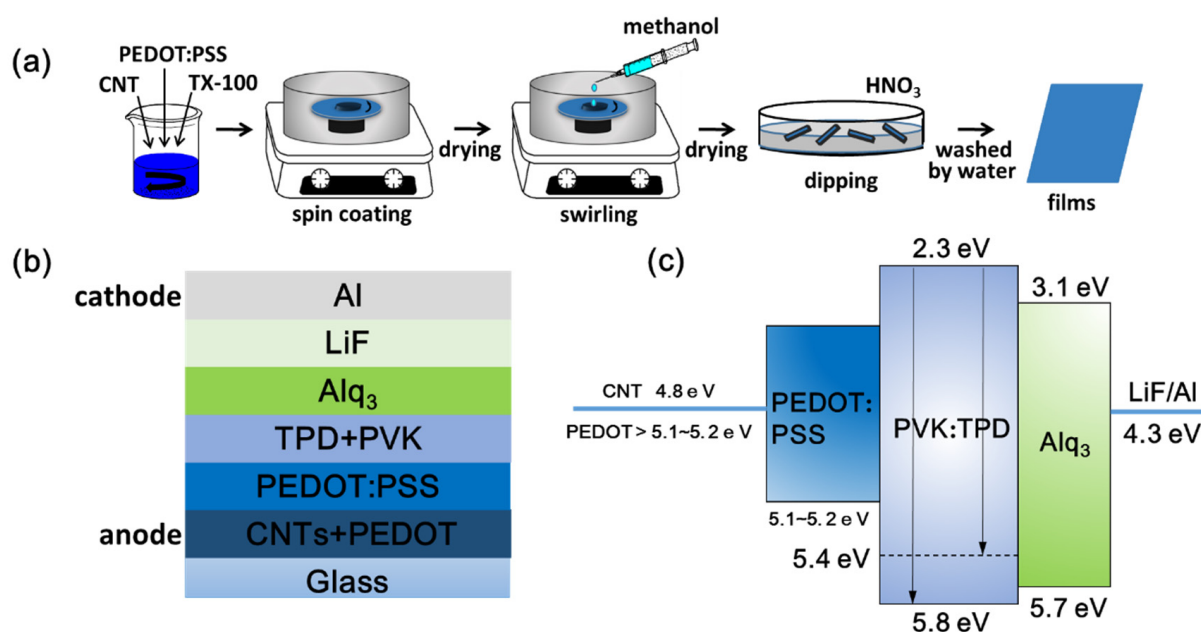 (a)
PEDOT:PSS
CNT
TX-100
spin coating
drying
methanol
swirling
drying
HNO₃
dipping
washed
by water
films
(b)
cathode
Al
LiF
Alq₃
TPD+PVK
PEDOT:PSS
anode
CNTs+PEDOT
Glass
(c)
2.3 eV
3.1 eV
CNT 4.8 e V
PEDOT > 5.1~5.2 e V
PEDOT:
PSS
PVK:TPD
Alq₃
LiF/Al
4.3 eV
5.1~5.2 e V
5.4 eV
5.8 eV
5.7 eV